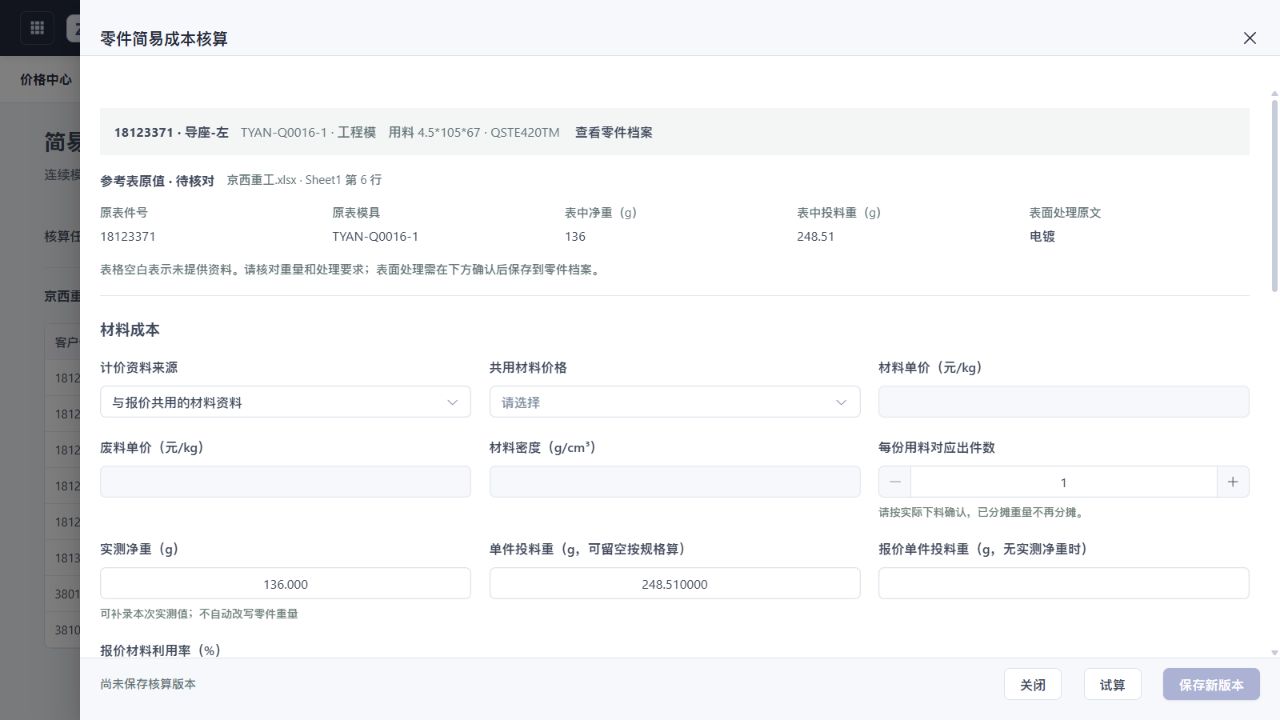 零件简易成本核算
价格中心
18123371 · 导座-左 TYAN-Q0016-1 · 工程模 用料 4.5*105*67 · QSTE420TM 查看零件档案
简易
连续模
参考表原值 · 待核对 京西重工.xlsx · Sheet1 第 6 行
原表件号 原表模具 表中净重（g） 表中投料重（g） 表面处理原文
核算任
18123371 TYAN-Q0016-1 136 248.51 电镀
表格空白表示未提供资料。请核对重量和处理要求；表面处理需在下方确认后保存到零件档案。
京西重
材料成本
客户
计价资料来源 共用材料价格 材料单价（元/kg）
1812
与报价共用的材料资料 请选择
1812
废料单价（元/kg） 材料密度（g/cm³） 每份用料对应出件数
1812
1812
1
请按实际下料确认，已分摊重量不再分摊。
1812
实测净重（g） 单件投料重（g，可留空按规格算） 报价单件投料重（g，无实测净重时）
1813
136.000 248.510000
3801
可补录本次实测值；不自动改写零件重量
3810
报价材料利用率（%）
尚未保存核算版本 关闭 试算 保存新版本